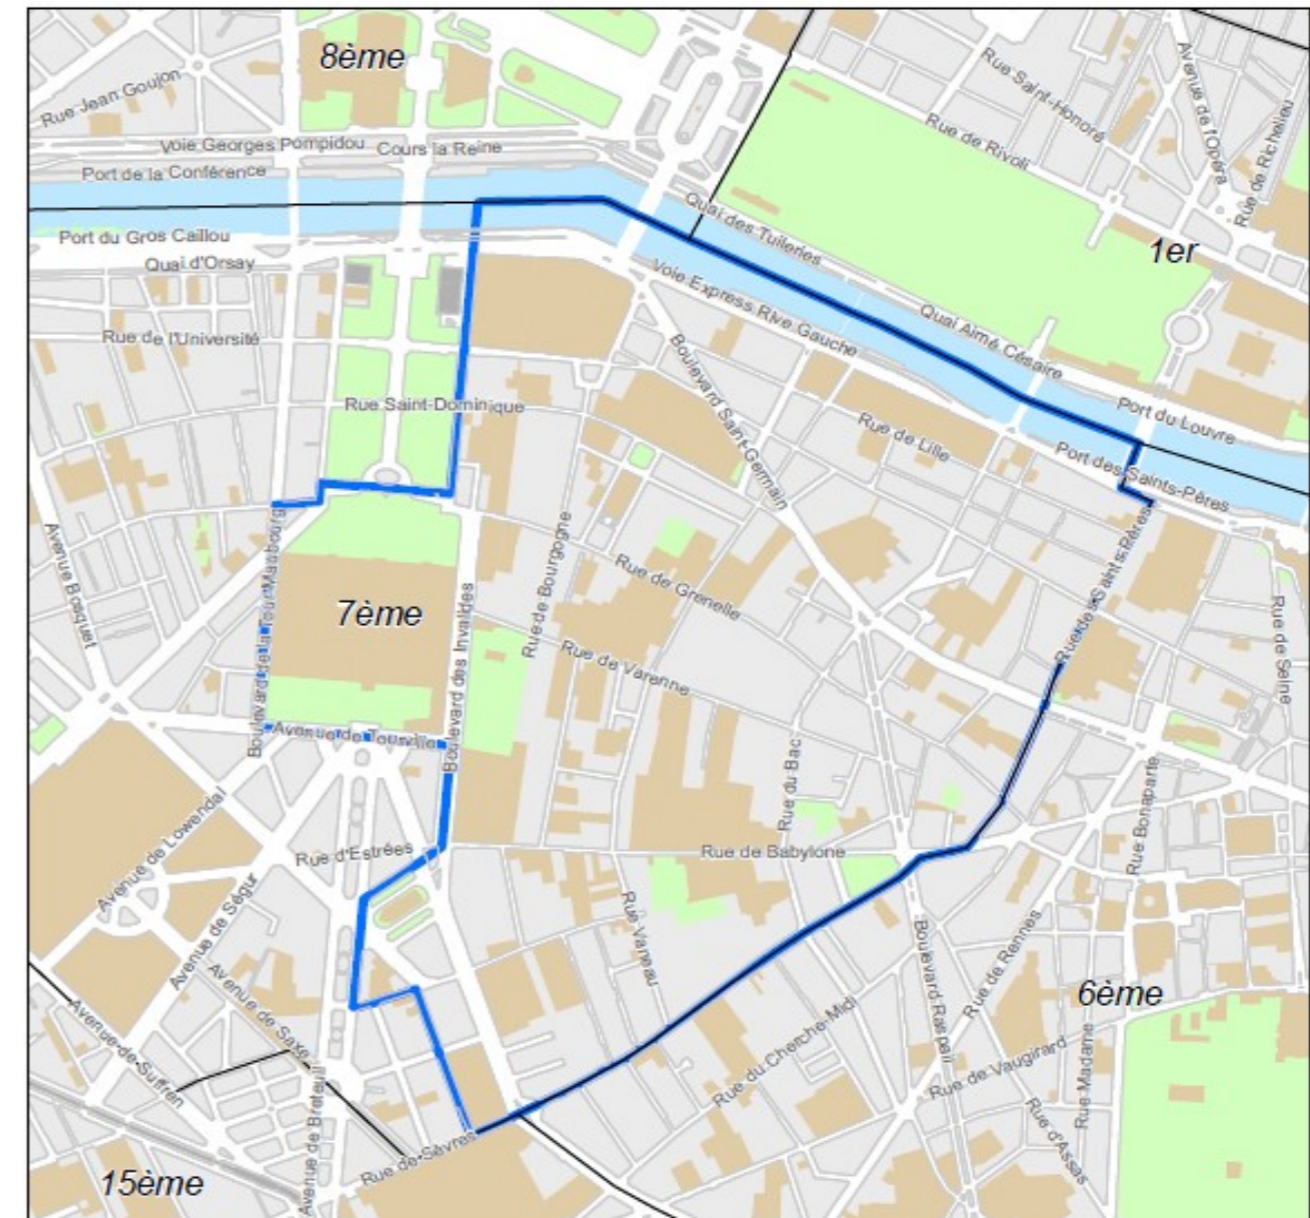 8ème
Rue Jean Goujon
Voie Georges Pompidou
Cours la Reine
Port de la Conférence
Port du Gros Caillou
Quai d'Orsay
Rue de l'Université
Rue Saint-Dominique
Rue Saint-Honoré
Avenue de l'Opéra
Rue de Richelieu
Rue de Rivoli
1er
Quai des Tuileries
Voie Express Rive Gauche
Quai Aimé Césaire
Port du Louvre
Boulevard Saint-Germain
Rue de Lille
Port des Saints-Pères
Rue des Saints-Pères
Avenue Bosquet
Boulevard de la Tour Maubourg
7ème
Boulevard des Invalides
Rue de Bourgogne
Rue de Grenelle
Rue de Varenne
Rue de Seine
Avenue de Tourville
Rue du Bac
Rue Bonaparte
Avenue de Lowendal
Rue d'Estrées
Rue de Babylone
Avenue de Ségur
Rue Vaneau
Boulevard Raspail
Rue de Rennes
6ème
Avenue de Saxe
Avenue de Suffren
Rue du Cherche Midi
Rue de Vaugirard
Rue Madame
Rue d'Assas
Avenue de Breteuil
Rue de Sèvres
15ème